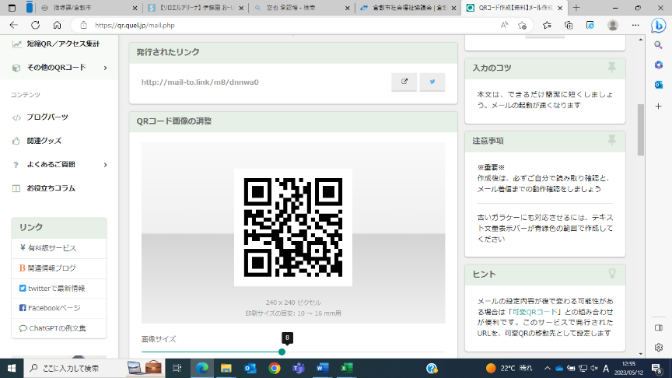 https://qr.quel.jp/mail.php
短縮QR／アクセス集計
その他のQRコード
コンテンツ
ブログパーツ
関連グッズ
よくあるご質問
お役立ちコラム
リンク
有料版サービス
関連情報ブログ
twitterで最新情報
Facebookページ
ChatGPTの例文集
発行されたリンク
http://mail-to.link/m8/dnnwa0
QRコード画像の調整
240 x 240 ピクセル
印刷サイズの目安: 10 ~ 16 mm用
画像サイズ
8
入力のコツ
本文は、できるだけ簡潔に短くしましょ
う。メールの起動が速くなります
注意事項
※重要※
作成後は、必ずご自分で読み取り確認と、
メール着信までの動作確認をしましょう
古いガラケーにも対応させるには、テキス
ト文量表示バーが青緑色の範囲で作成して
ください
ヒント
メールの設定内容が後で変わる可能性があ
る場合は「可変QRコード」との組み合わせ
が便利です。このサービスで発行された
URLを、可変QRの移動先として設定します
ここに入力して検索
22°C 晴れ
A
12:55
2023/05/12